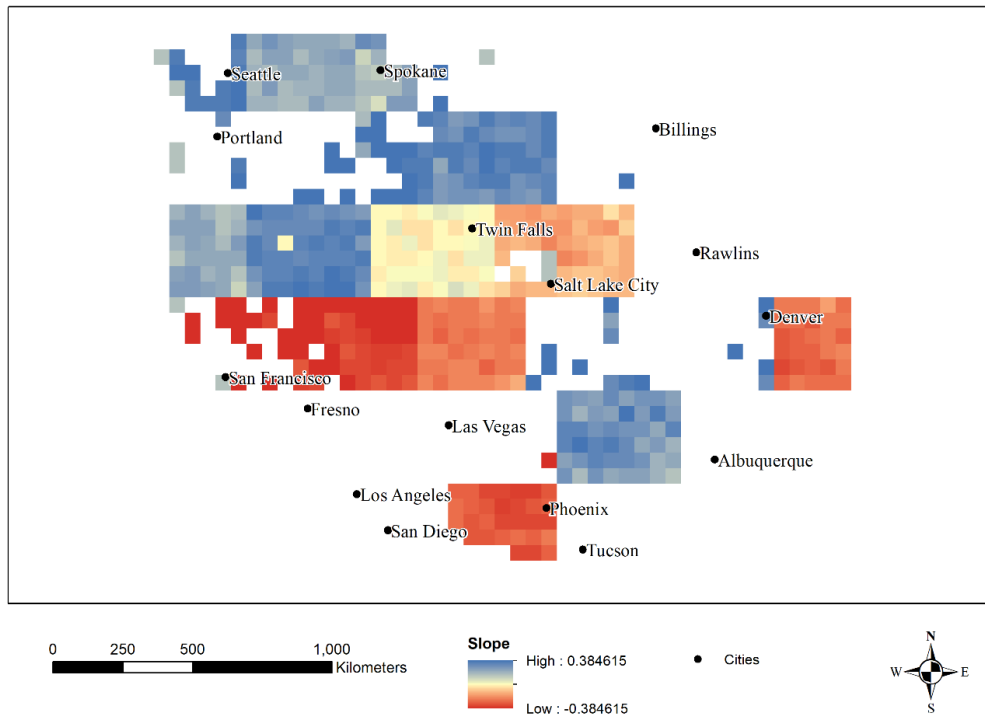 Seattle
Spokane
Portland
Billings
Twin Falls
Rawlins
Salt Lake City
Denver
San Francisco
Fresno
Las Vegas
Albuquerque
Los Angeles
Phoenix
San Diego
Tucson
0 250 500 1,000
Kilometers
Slope
High : 0.384615
Low : -0.384615
Cities
N
W E
S